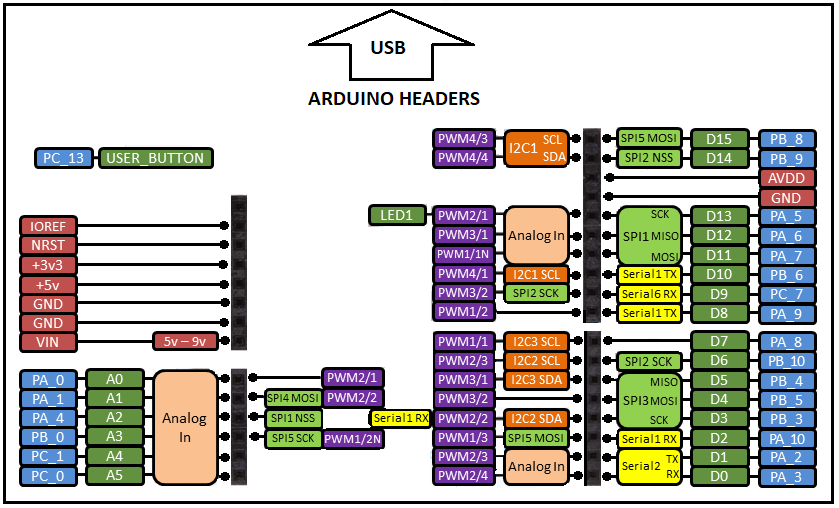 USB
ARDUINO HEADERS
PC_13 USER_BUTTON
PWM4/3 I2C1 SCL SPI5 MOSI D15 PB_8
PWM4/4 SDA SPI2 NSS D14 PB_9
AVDD
GND
LED1 PWM2/1 Analog In SCK D13 PA_5
IOREF PWM3/1 SPI1 MISO D12 PA_6
NRST PWM1/1N MOSI D11 PA_7
+3v3 PWM4/1 I2C1 SCL Serial1 TX D10 PB_6
+5v PWM3/2 SPI2 SCK Serial6 RX D9 PC_7
GND PWM1/2 Serial1 TX D8 PA_9
GND
VIN 5v – 9v PWM1/1 I2C3 SCL D7 PA_8
PWM2/3 I2C2 SCL SPI2 SCK D6 PB_10
PA_0 A0 PWM2/1 PWM3/1 I2C3 SDA MISO D5 PB_4
PA_1 A1 SPI4 MOSI PWM2/2 PWM3/2 SPI3 MOSI D4 PB_5
PA_4 A2 Analog In SPI1 NSS Serial1 RX PWM2/2 I2C2 SDA SCK D3 PB_3
PB_0 A3 SPI5 SCK PWM1/2N PWM1/3 SPI5 MOSI Serial1 RX D2 PA_10
PC_1 A4 PWM2/3 Analog In Serial2 TX D1 PA_2
PC_0 A5 PWM2/4 RX D0 PA_3